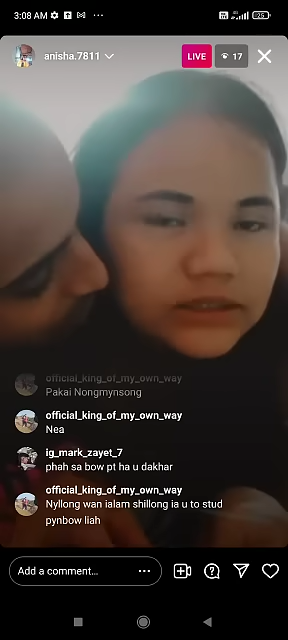 3:08 AM
25
anisha.7811
LIVE
17
official_king_of_my_own_way
Pakai Nongmynsong
official_king_of_my_own_way
Nea
ig_mark_zayet_7
phah sa bow pt ha u dakhar
official_king_of_my_own_way
Nyllong wan ialam shillong ia u to stud
pynbow liah
Add a comment...